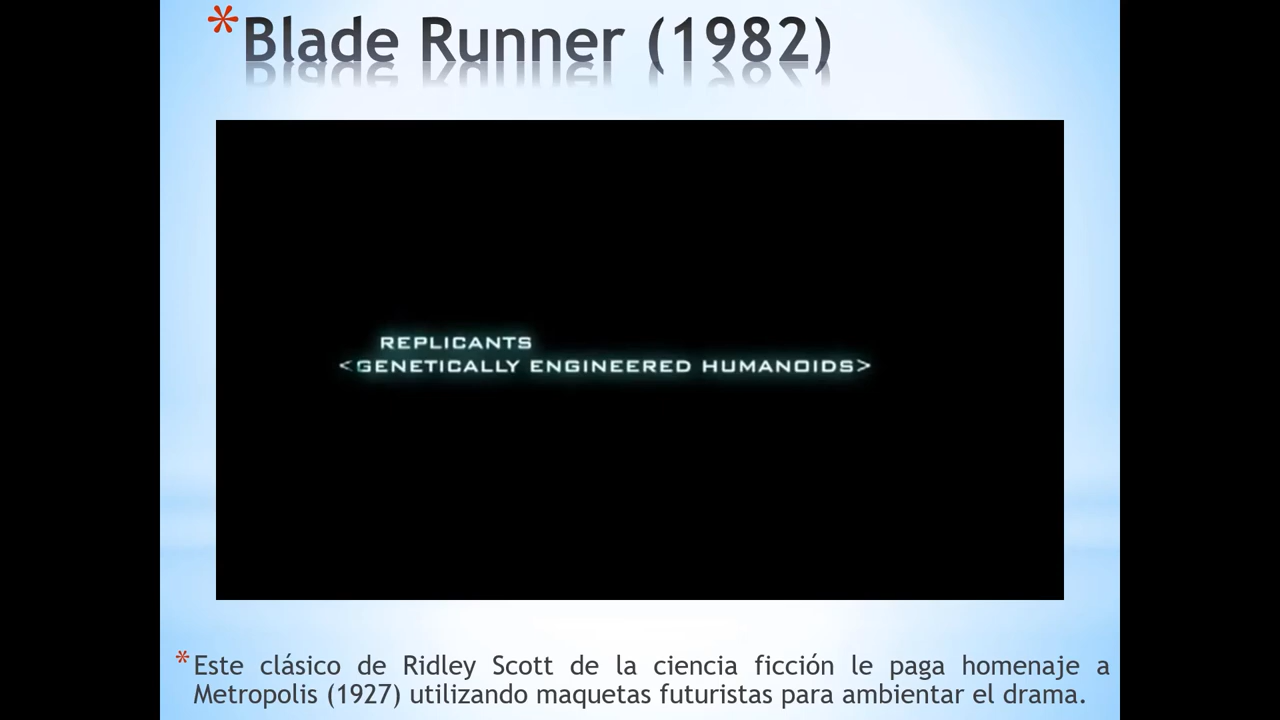 *Blade Runner (1982)
REPLICANTS
<GENETICALLY ENGINEERED HUMANOIDS>
*Este clásico de Ridley Scott de la ciencia ficción le paga homenaje a
Metropolis (1927) utilizando maquetas futuristas para ambientar el drama.